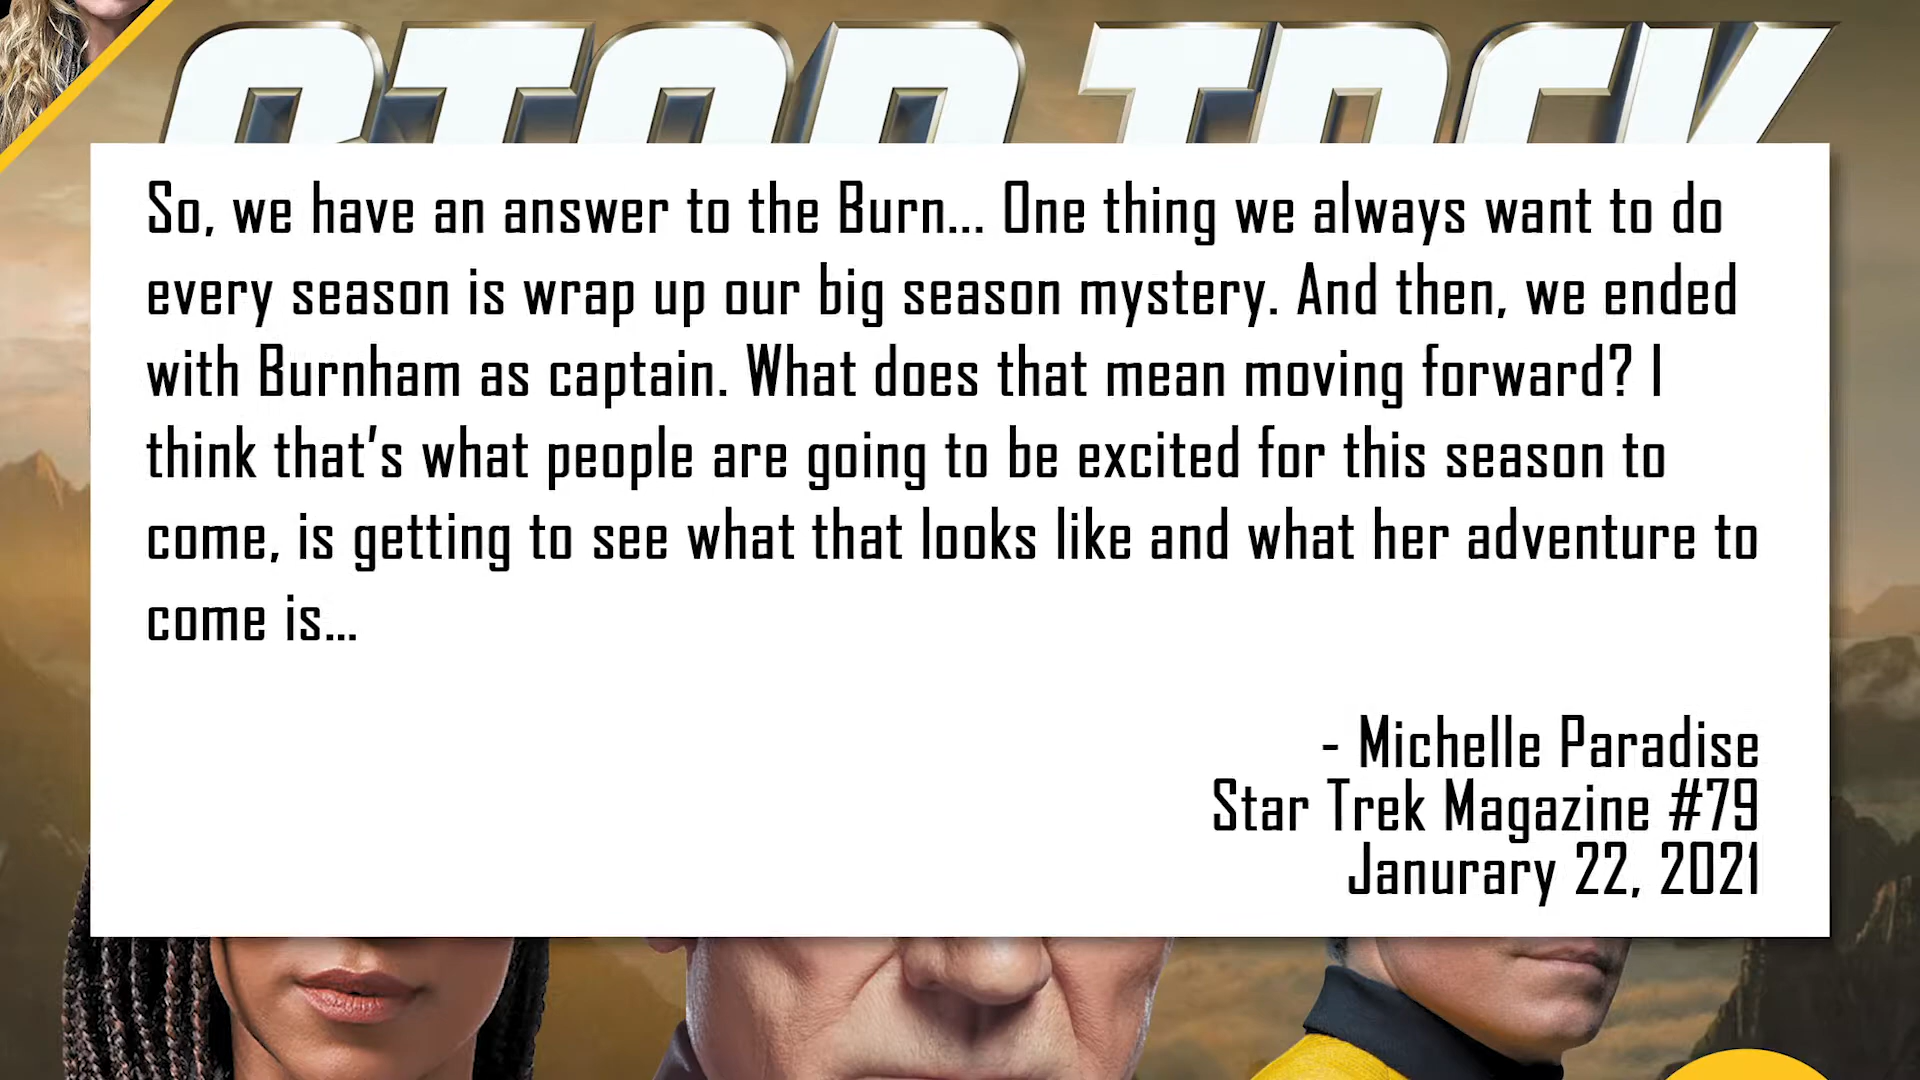 STAR TREK
So, we have an answer to the Burn... One thing we always want to do
every season is wrap up our big season mystery. And then, we ended
with Burnham as captain. What does that mean moving forward? I
think that's what people are going to be excited for this season to
come, is getting to see what that looks like and what her adventure to
come is...
- Michelle Paradise
Star Trek Magazine #79
Janurary 22, 2021